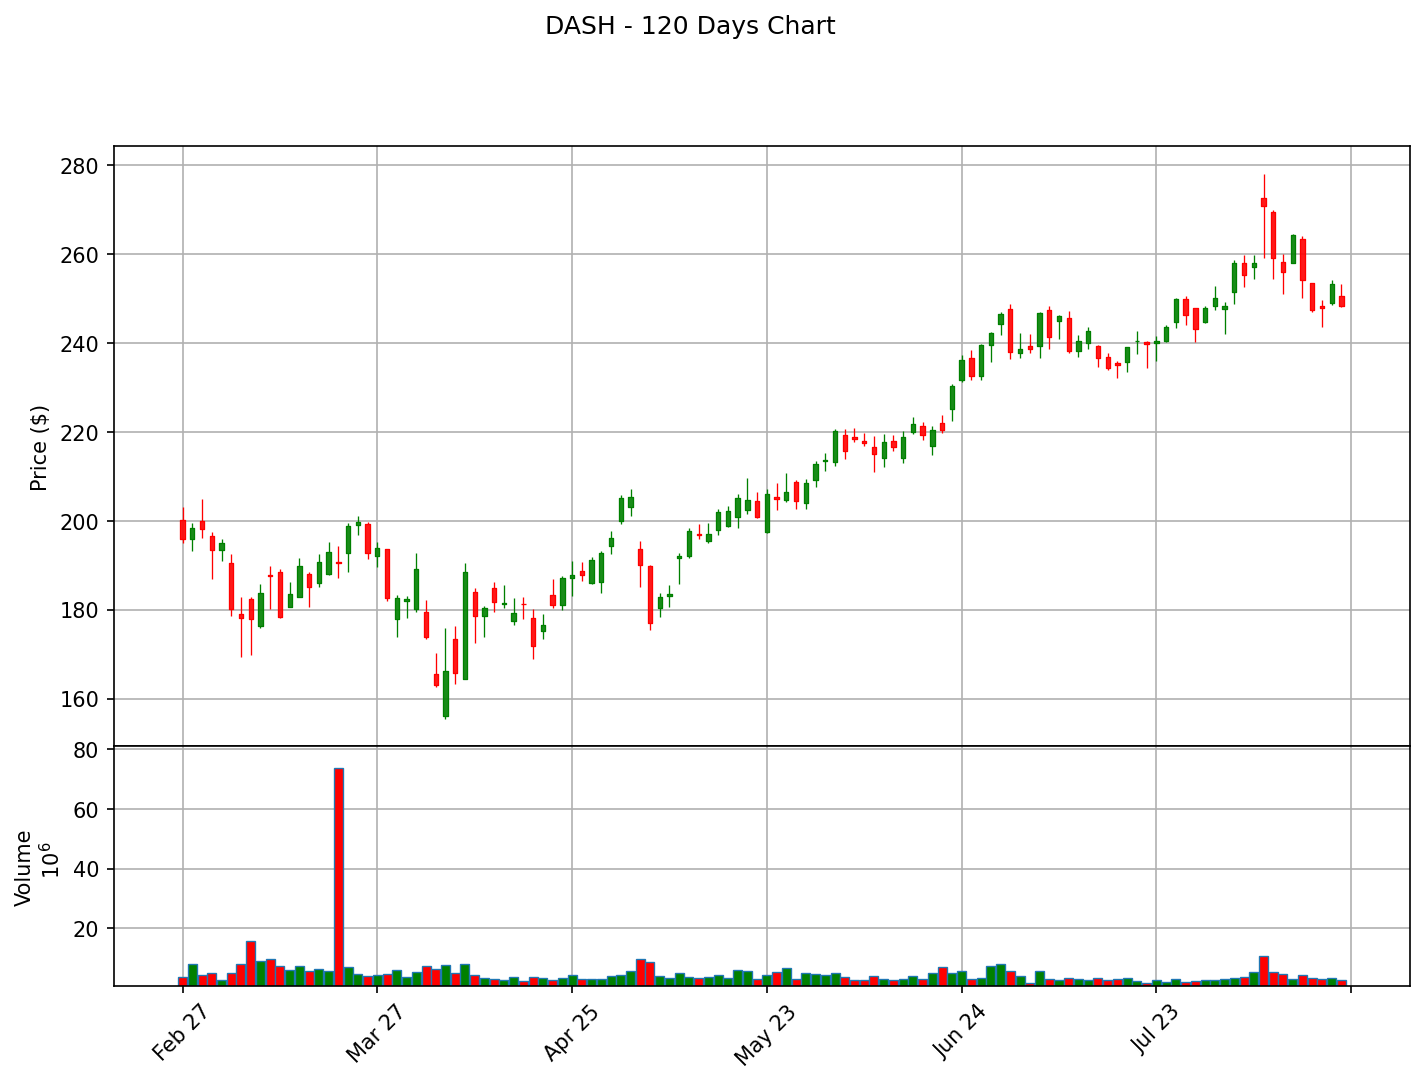 DASH - 120 Days Chart
280
260
240
220
200
180
160
Price ($)
80
60
40
20
Volume
10^6
Feb 27
Mar 27
Apr 25
May 23
Jun 24
Jul 23